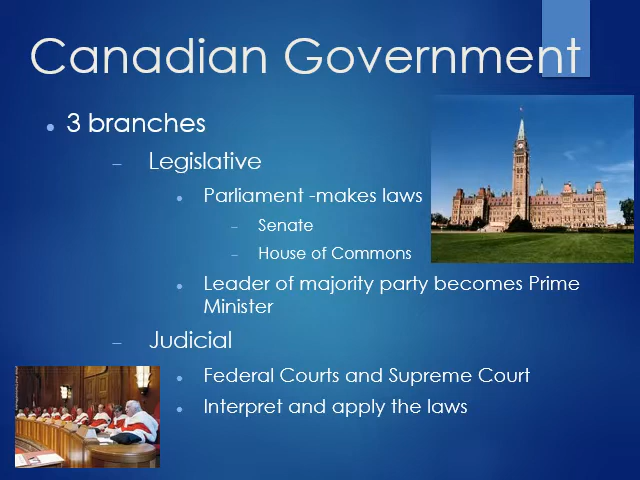 Canadian Government
3 branches
Legislative
Parliament -makes laws
Senate
House of Commons
Leader of majority party becomes Prime
Minister
Judicial
Federal Courts and Supreme Court
Interpret and apply the laws